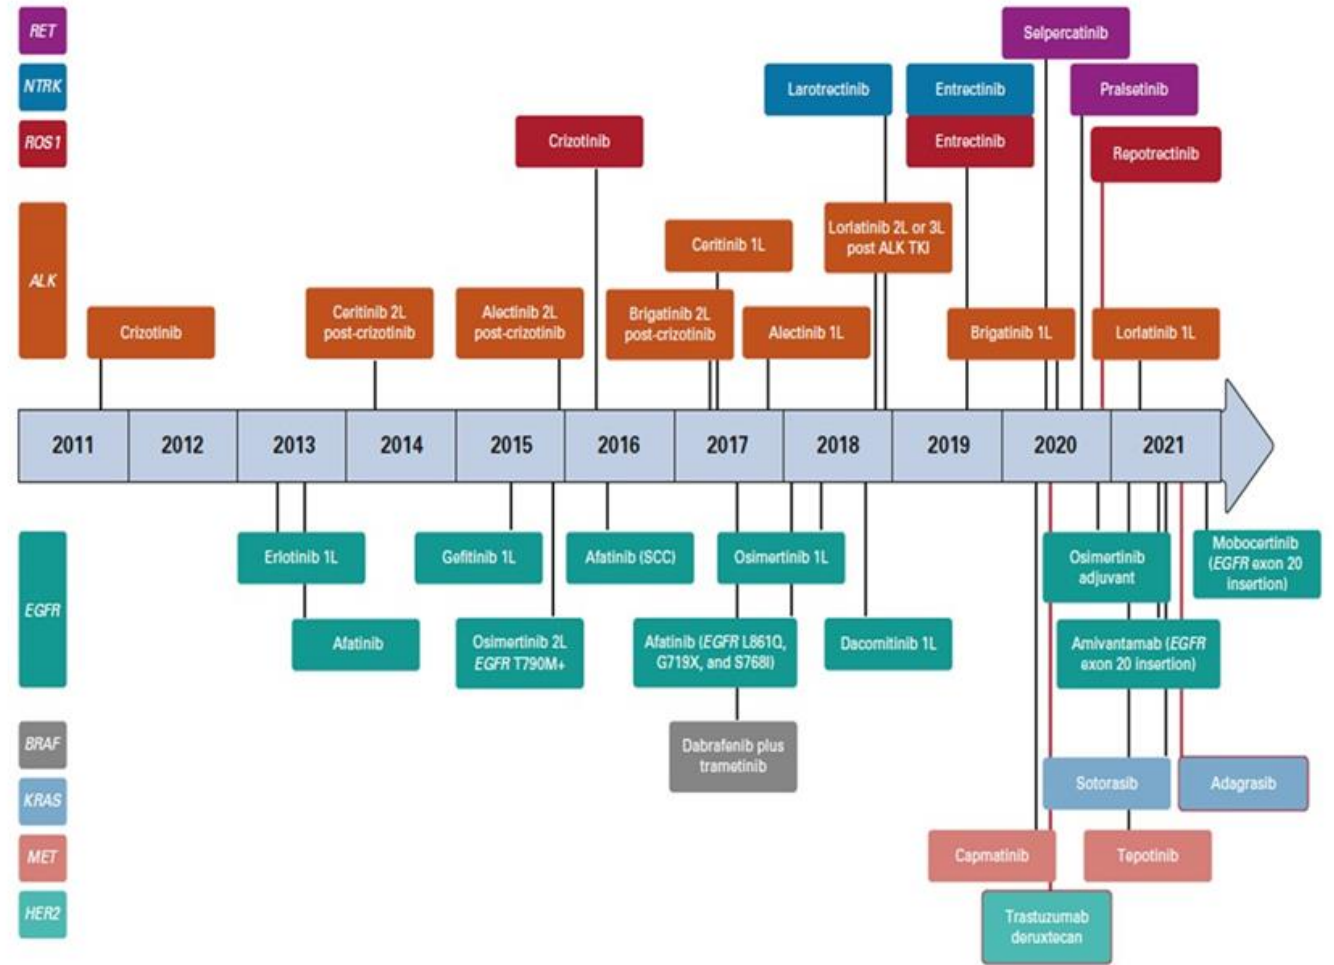 RET
Selpercatinib
NTRK
Larotrectinib
Entrectinib
Pralsetinib
ROS1
Crizotinib
Entrectinib
Repotrectinib
ALK
Ceritinib 1L
Lorlatinib 2L or 3L
post ALK TKI
Crizotinib
Ceritinib 2L
post-crizotinib
Alectinib 2L
post-crizotinib
Brigatinib 2L
post-crizotinib
Alectinib 1L
Brigatinib 1L
Lorlatinib 1L
2011
2012
2013
2014
2015
2016
2017
2018
2019
2020
2021
EGFR
Erlotinib 1L
Gefitinib 1L
Afatinib (SCC)
Osimertinib 1L
Osimertinib
adjuvant
Mobocertinib
(EGFR exon 20
insertion)
Afatinib
Osimertinib 2L
EGFR T790M+
Afatinib (EGFR L861Q,
G719X, and S768I)
Dacomitinib 1L
Amivantamab (EGFR
exon 20 insertion)
BRAF
Dabrafenib plus
trametinib
KRAS
Sotorasib
Adagrasib
MET
Capmatinib
Tepotinib
HER2
Trastuzumab
deruxtecan